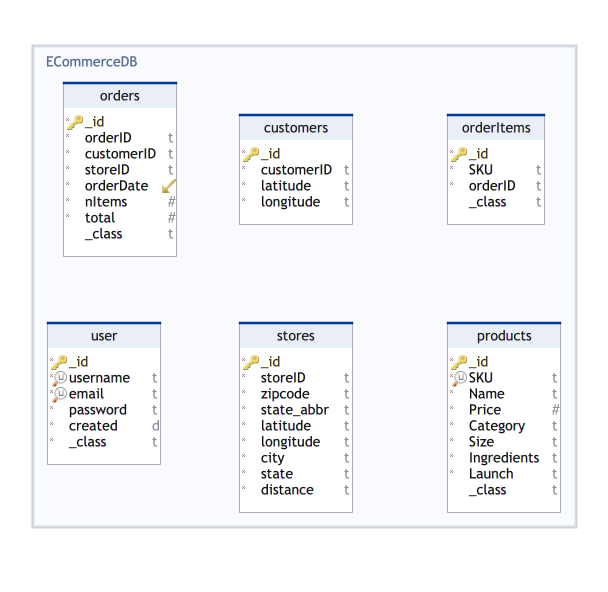 ECommerceDB
orders
_id
orderID t
customerID t
storeID t
orderDate
nItems #
total #
_class t
customers
_id
customerID t
latitude t
longitude t
orderItems
_id
SKU t
orderID t
_class t
user
_id
u username t
u email t
password t
created d
_class t
stores
_id
storeID t
zipcode t
state_abbr t
latitude t
longitude t
city t
state t
distance t
products
_id
u SKU t
Name t
Price #
Category t
Size t
Ingredients t
Launch t
_class t